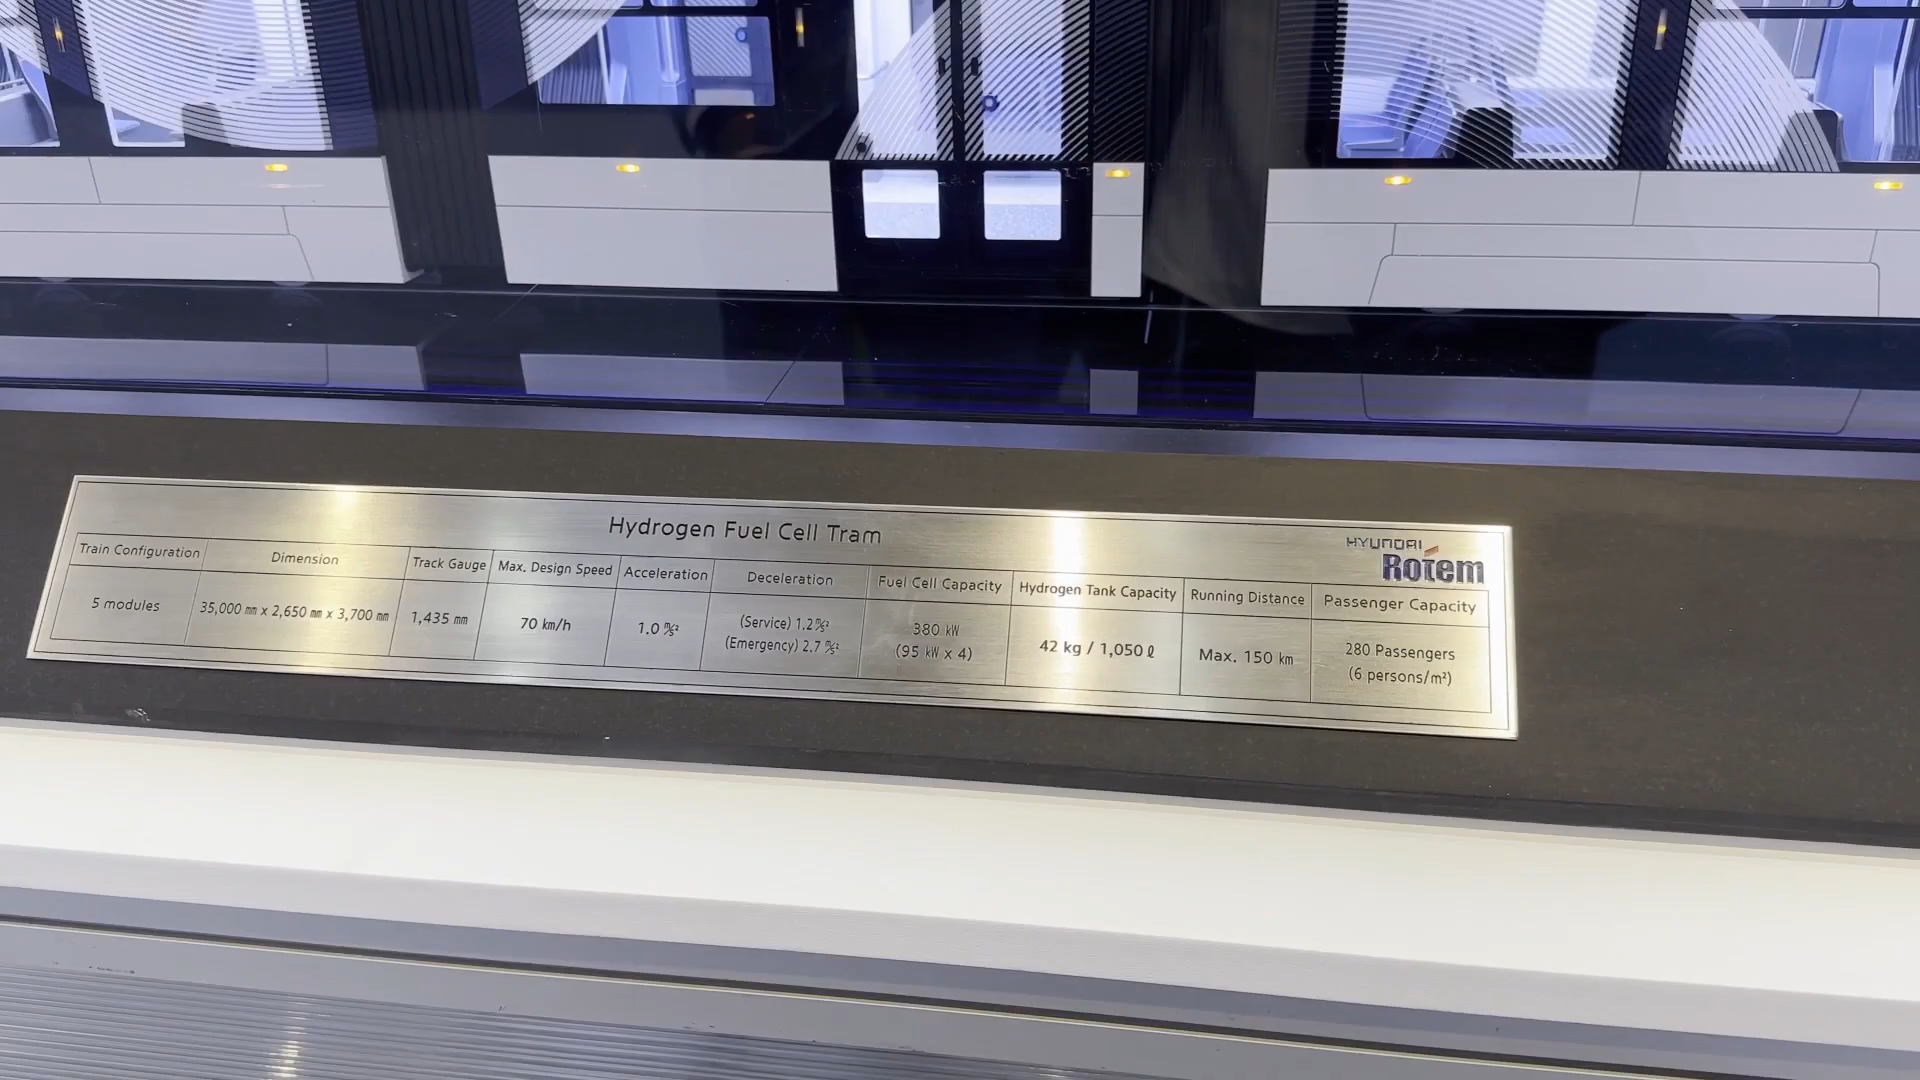 Hydrogen Fuel Cell Tram
HYUNDAI
Rotem
Train Configuration
Dimension
Track Gauge
Max. Design Speed
Acceleration
Deceleration
Fuel Cell Capacity
Hydrogen Tank Capacity
Running Distance
Passenger Capacity
5 modules
35,000 ㎜ x 2,650 ㎜ x 3,700 ㎜
1,435 ㎜
70 km/h
1.0 ㎨
(Service) 1.2 ㎨
(Emergency) 2.7 ㎨
380 kW
(95 kW x 4)
42 kg / 1,050 ℓ
Max. 150 ㎞
280 Passengers
(6 persons/m²)